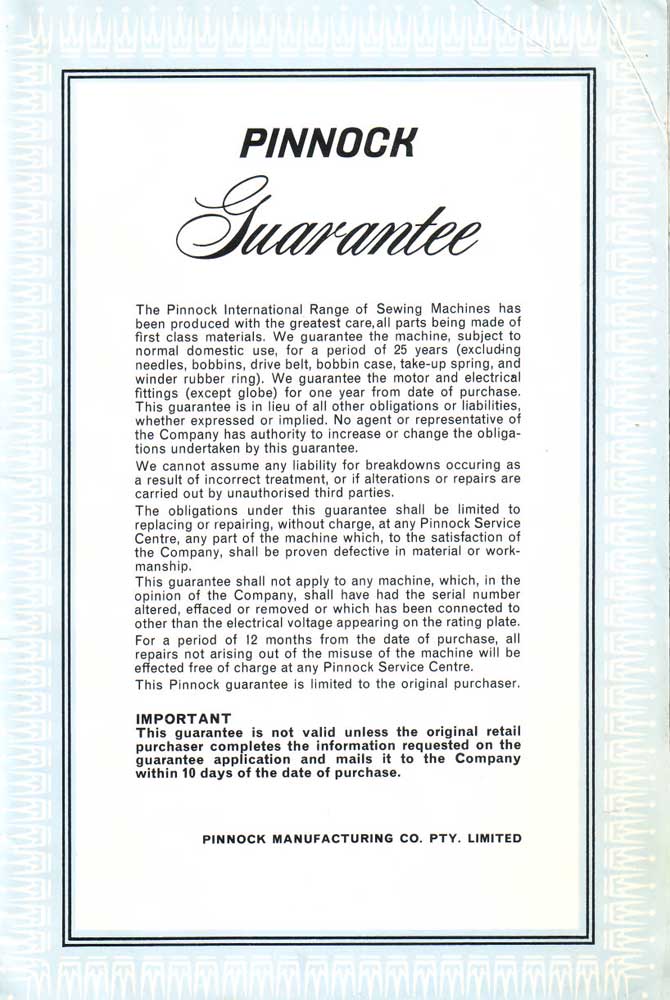 PINNOCK
Guarantee
The Pinnock International Range of Sewing Machines has
been produced with the greatest care,all parts being made of
first class materials. We guarantee the machine, subject to
normal domestic use, for a period of 25 years (excluding
needles, bobbins, drive belt, bobbin case, take-up spring, and
winder rubber ring). We guarantee the motor and electrical
fittings (except globe) for one year from date of purchase.
This guarantee is in lieu of all other obligations or liabilities,
whether expressed or implied. No agent or representative of
the Company has authority to increase or change the obliga-
tions undertaken by this guarantee.
We cannot assume any liability for breakdowns occuring as
a result of incorrect treatment, or if alterations or repairs are
carried out by unauthorised third parties.
The obligations under this guarantee shall be limited to
replacing or repairing, without charge, at any Pinnock Service
Centre, any part of the machine which, to the satisfaction of
the Company, shall be proven defective in material or work-
manship.
This guarantee shall not apply to any machine, which, in the
opinion of the Company, shall have had the serial number
altered, effaced or removed or which has been connected to
other than the electrical voltage appearing on the rating plate.
For a period of 12 months from the date of purchase, all
repairs not arising out of the misuse of the machine will be
effected free of charge at any Pinnock Service Centre.
This Pinnock guarantee is limited to the original purchaser.
IMPORTANT
This guarantee is not valid unless the original retail
purchaser completes the information requested on the
guarantee application and mails it to the Company
within 10 days of the date of purchase.
PINNOCK MANUFACTURING CO. PTY. LIMITED